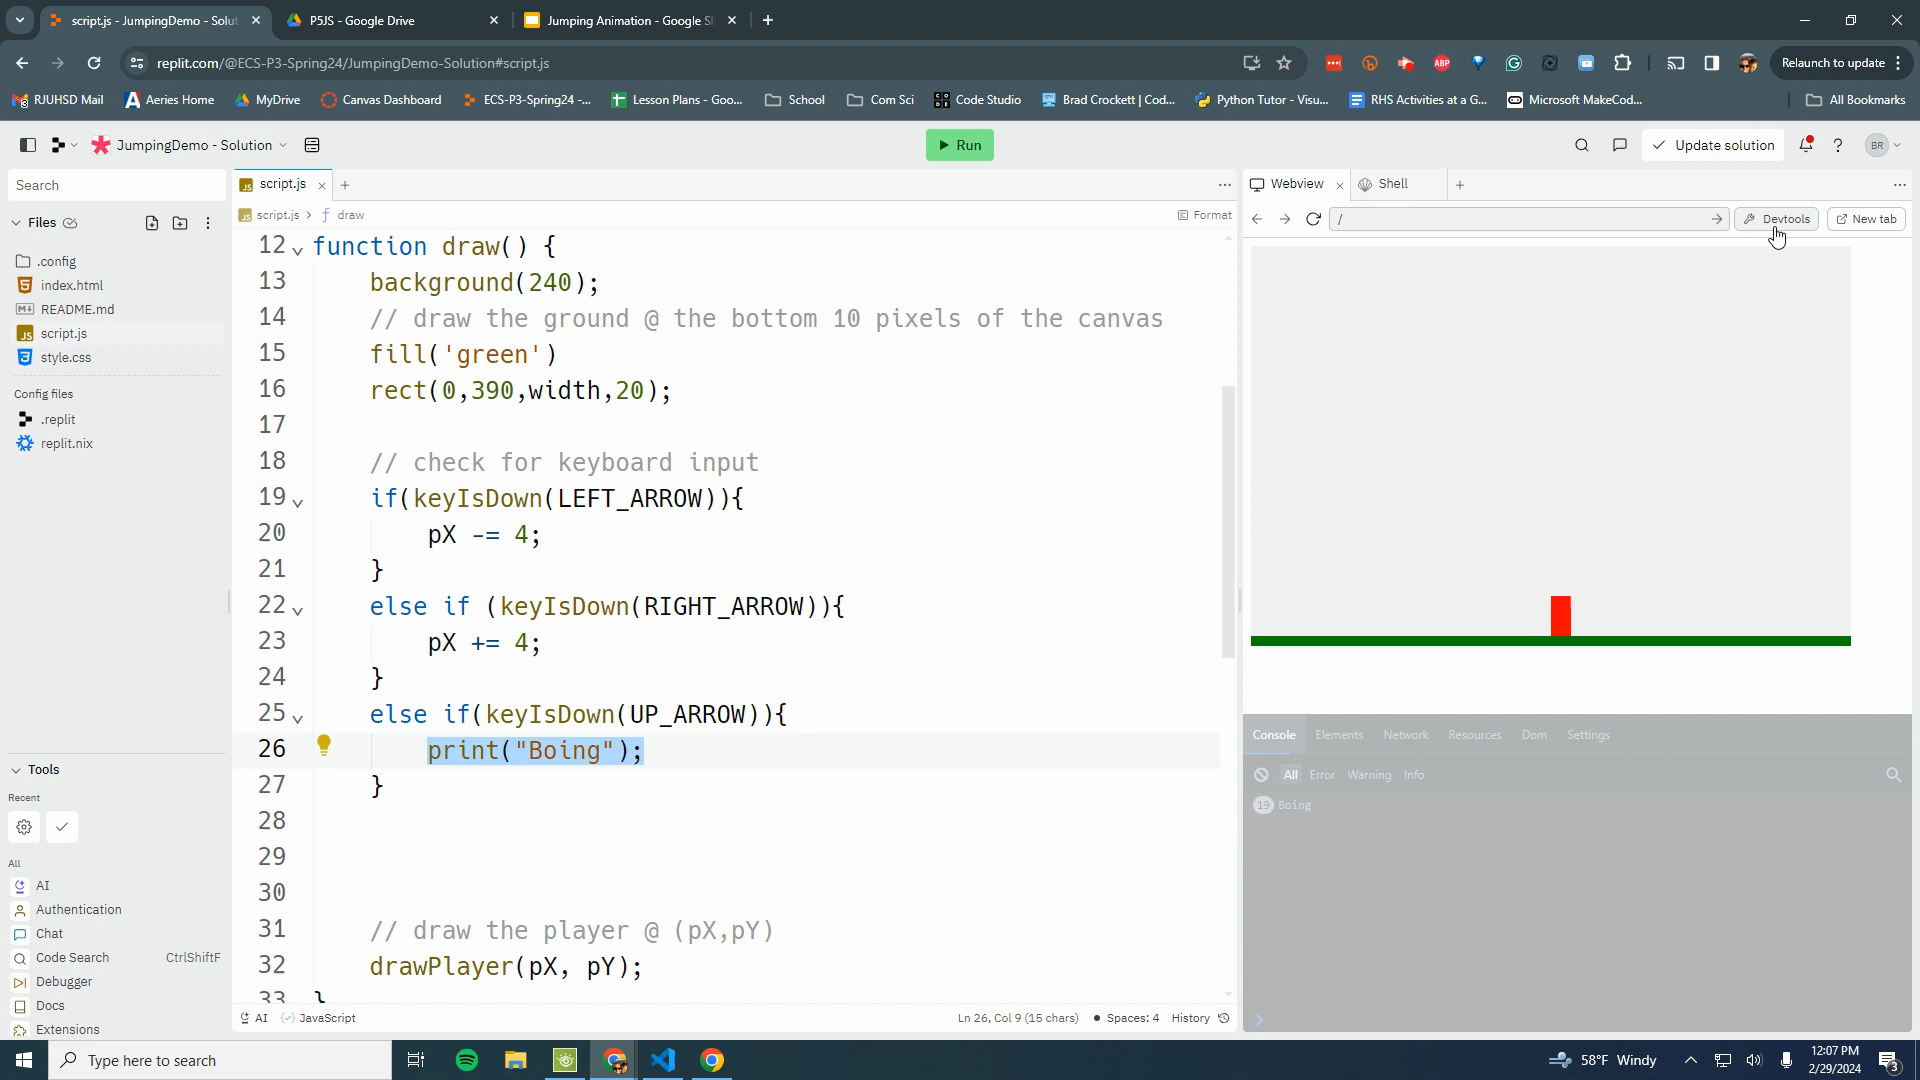 script.js - JumpingDemo - Solut
P5JS - Google Drive
Jumping Animation - Google Sl
replit.com/@ECS-P3-Spring24/JumpingDemo-Solution#script.js
ABP
Relaunch to update
RJUHSD Mail
Aeries Home
MyDrive
Canvas Dashboard
ECS-P3-Spring24 -...
Lesson Plans - Goo...
School
Com Sci
Code Studio
Brad Crockett | Cod...
Python Tutor - Visu...
RHS Activities at a G...
Microsoft MakeCod...
All Bookmarks
JumpingDemo - Solution
Run
Update solution
BR
Search
Files
.config
index.html
README.md
script.js
style.css
Config files
.replit
replit.nix
Tools
Recent
All
AI
Authentication
Chat
Code Search CtrlShiftF
Debugger
Docs
Extensions
JS script.js
JS script.js > f draw
Format
12 function draw() {
13 background(240);
14 // draw the ground @ the bottom 10 pixels of the canvas
15 fill('green')
16 rect(0,390,width,20);
17
18 // check for keyboard input
19 if(keyIsDown(LEFT_ARROW)){
20 pX -= 4;
21 }
22 else if (keyIsDown(RIGHT_ARROW)){
23 pX += 4;
24 }
25 else if(keyIsDown(UP_ARROW)){
26 print("Boing");
27 }
28
29
30
31 // draw the player @ (pX,pY)
32 drawPlayer(pX, pY);
33 }
AI
JavaScript
Ln 26, Col 9 (15 chars)
Spaces: 4
History
Webview
Shell
/
Devtools
New tab
Console Elements Network Resources Dom Settings
All Error Warning Info
19 Boing
Type here to search
58°F Windy
12:07 PM
2/29/2024
3